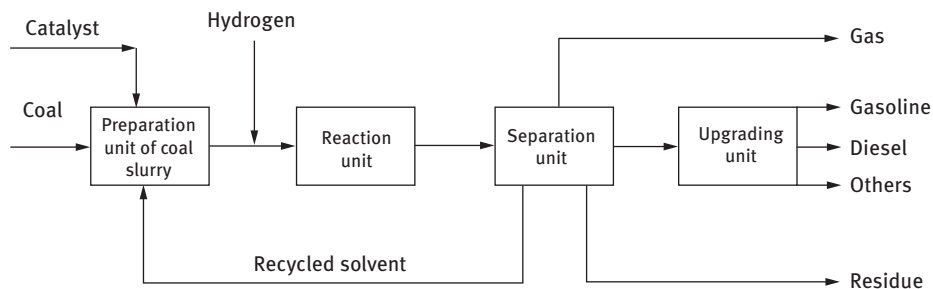 Catalyst
Hydrogen
Gas
Coal
Preparation
unit of coal
slurry
Reaction
unit
Separation
unit
Upgrading
unit
Gasoline
Diesel
Others
Recycled solvent
Residue